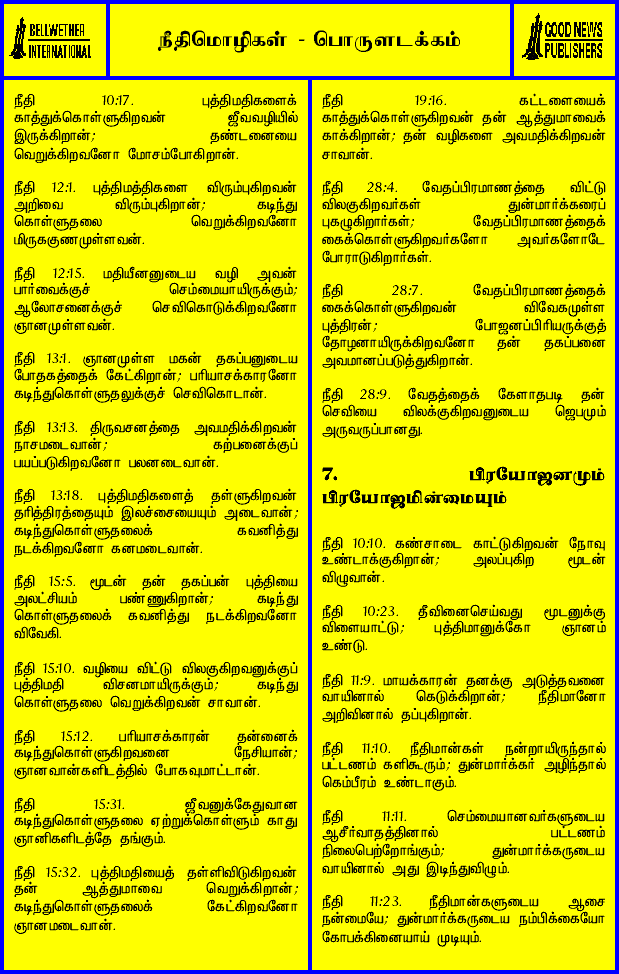 BELLWETHER
INTERNATIONAL
நீதிமொழிகள் - பொருளடக்கம்
GOOD NEWS
PUBLISHERS
நீதி 10:17. புத்திமதிகளைக்
காத்துக்கொள்ளுகிறவன் ஜீவவழியில்
இருக்கிறான்; தண்டனையை
வெறுக்கிறவனோ மோசம்போகிறான்.
நீதி 12:1. புத்திமத்திகளை விரும்புகிறவன்
அறிவை விரும்புகிறான்; கடிந்து
கொள்ளுதலை வெறுக்கிறவனோ
மிருககுணமுள்ளவன்.
நீதி 12:15. மதியீனனுடைய வழி அவன்
பார்வைக்குச் செம்மையாயிருக்கும்;
ஆலோசனைக்குச் செவிகொடுக்கிறவனோ
ஞானமுள்ளவன்.
நீதி 13:1. ஞானமுள்ள மகன் தகப்பனுடைய
போதகத்தைக் கேட்கிறான்; பரியாசக்காரனோ
கடிந்துகொள்ளுதலுக்குச் செவிகொடான்.
நீதி 13:13. திருவசனத்தை அவமதிக்கிறவன்
நாசமடைவான்; கற்பனைக்குப்
பயப்படுகிறவனோ பலனடைவான்.
நீதி 13:18. புத்திமதிகளைத் தள்ளுகிறவன்
தரித்திரத்தையும் இலச்சையையும் அடைவான்;
கடிந்துகொள்ளுதலைக் கவனித்து
நடக்கிறவனோ கனமடைவான்.
நீதி 15:5. மூடன் தன் தகப்பன் புத்தியை
அலட்சியம் பண்ணுகிறான்; கடிந்து
கொள்ளுதலைக் கவனித்து நடக்கிறவனோ
விவேகி.
நீதி 15:10. வழியை விட்டு விலகுகிறவனுக்குப்
புத்திமதி விசனமாயிருக்கும்; கடிந்து
கொள்ளுதலை வெறுக்கிறவன் சாவான்.
நீதி 15:12. பரியாசக்காரன் தன்னைக்
கடிந்துகொள்ளுகிறவனை நேசியான்;
ஞானவான்களிடத்தில் போகவுமாட்டான்.
நீதி 15:31. ஜீவனுக்கேதுவான
கடிந்துகொள்ளுதலை ஏற்றுக்கொள்ளும் காது
ஞானிகளிடத்தே தங்கும்.
நீதி 15:32. புத்திமதியைத் தள்ளிவிடுகிறவன்
தன் ஆத்துமாவை வெறுக்கிறான்;
கடிந்துகொள்ளுதலைக் கேட்கிறவனோ
ஞானமடைவான்.
நீதி 19:16. கட்டளையைக்
காத்துக்கொள்ளுகிறவன் தன் ஆத்துமாவைக்
காக்கிறான்; தன் வழிகளை அவமதிக்கிறவன்
சாவான்.
நீதி 28:4. வேதப்பிரமாணத்தை விட்டு
விலகுகிறவர்கள் துன்மார்க்கரைப்
புகழுகிறார்கள்; வேதப்பிரமாணத்தைக்
கைக்கொள்ளுகிறவர்களோ அவர்களோடே
போராடுகிறார்கள்.
நீதி 28:7. வேதப்பிரமாணத்தைக்
கைக்கொள்ளுகிறவன் விவேகமுள்ள
புத்திரன்; போஜனப்பிரியருக்குத்
தோழனாயிருக்கிறவனோ தன் தகப்பனை
அவமானப்படுத்துகிறான்.
நீதி 28:9. வேதத்தைக் கேளாதபடி தன்
செவியை விலக்குகிறவனுடைய ஜெபமும்
அருவருப்பானது.
7. பிரயோஜனமும்
பிரயோஜமின்மையும்
நீதி 10:10. கண்சாடை காட்டுகிறவன் நோவு
உண்டாக்குகிறான்; அலப்புகிற மூடன்
விழுவான்.
நீதி 10:23. தீவினைசெய்வது மூடனுக்கு
விளையாட்டு; புத்திமானுக்கோ ஞானம்
உண்டு.
நீதி 11:9. மாயக்காரன் தனக்கு அடுத்தவனை
வாயினால் கெடுக்கிறான்; நீதிமானோ
அறிவினால் தப்புகிறான்.
நீதி 11:10. நீதிமான்கள் நன்றாயிருந்தால்
பட்டணம் களிகூரும்; துன்மார்க்கர் அழிந்தால்
கெம்பீரம் உண்டாகும்.
நீதி 11:11. செம்மையானவர்களுடைய
ஆசீர்வாதத்தினால் பட்டணம்
நிலைபெற்றோங்கும்; துன்மார்க்கருடைய
வாயினால் அது இடிந்துவிழும்.
நீதி 11:23. நீதிமான்களுடைய ஆசை
நன்மையே; துன்மார்க்கருடைய நம்பிக்கையோ
கோபக்கினையாய் முடியும்.